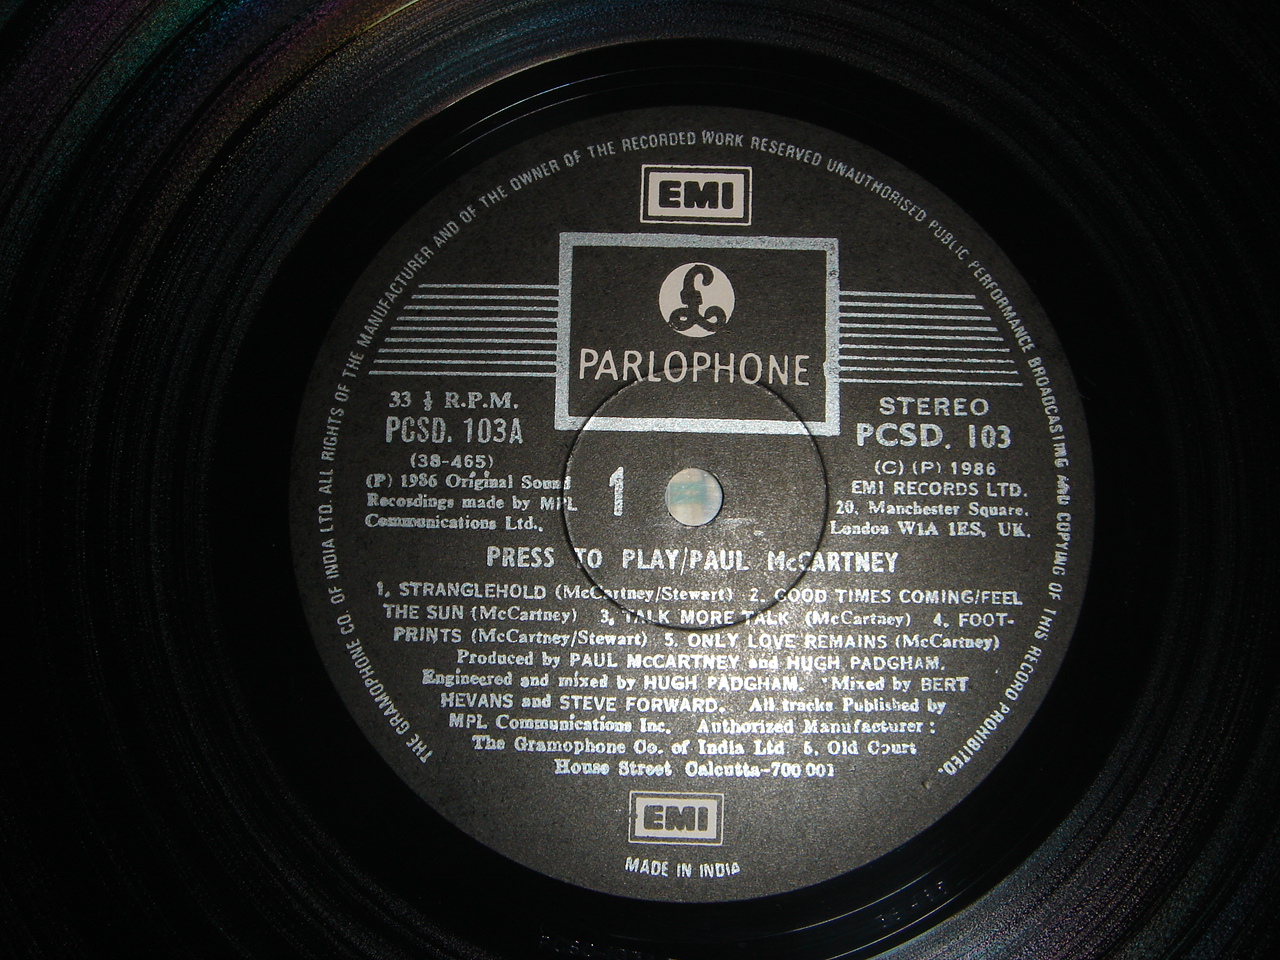 THE GRAMOPHONE CO. OF INDIA LTD. ALL RIGHTS OF THE MANUFACTURER AND OF THE OWNER OF THE RECORDED WORK RESERVED UNAUTHORISED PUBLIC PERFORMANCE BROADCASTING AND COPYING OF THIS RECORD PROHIBITED.
EMI
£
PARLOPHONE
33 ⅓ R.P.M.
PCSD. 103A
(38-465)
(P) 1986 Original Sound
Recordings made by MPL
Communications Ltd.
1
STEREO
PCSD. 103
(C) (P) 1986
EMI RECORDS LTD.
20, Manchester Square.
London W1A 1ES, UK.
PRESS TO PLAY/PAUL McCARTNEY
1. STRANGLEHOLD (McCartney/Stewart) 2. GOOD TIMES COMING/FEEL
THE SUN (McCartney) 3. TALK MORE TALK (McCartney) 4. FOOT-
PRINTS (McCartney/Stewart) 5. ONLY LOVE REMAINS (McCartney)
Produced by PAUL McCARTNEY and HUGH PADGHAM.
Engineered and mixed by HUGH PADGHAM. *Mixed by BERT
HEVANS and STEVE FORWARD. All tracks Published by
MPL Communications Inc. Authorized Manufacturer :
The Gramophone Co. of India Ltd 6, Old Court
House Street Calcutta-700 001
EMI
MADE IN INDIA